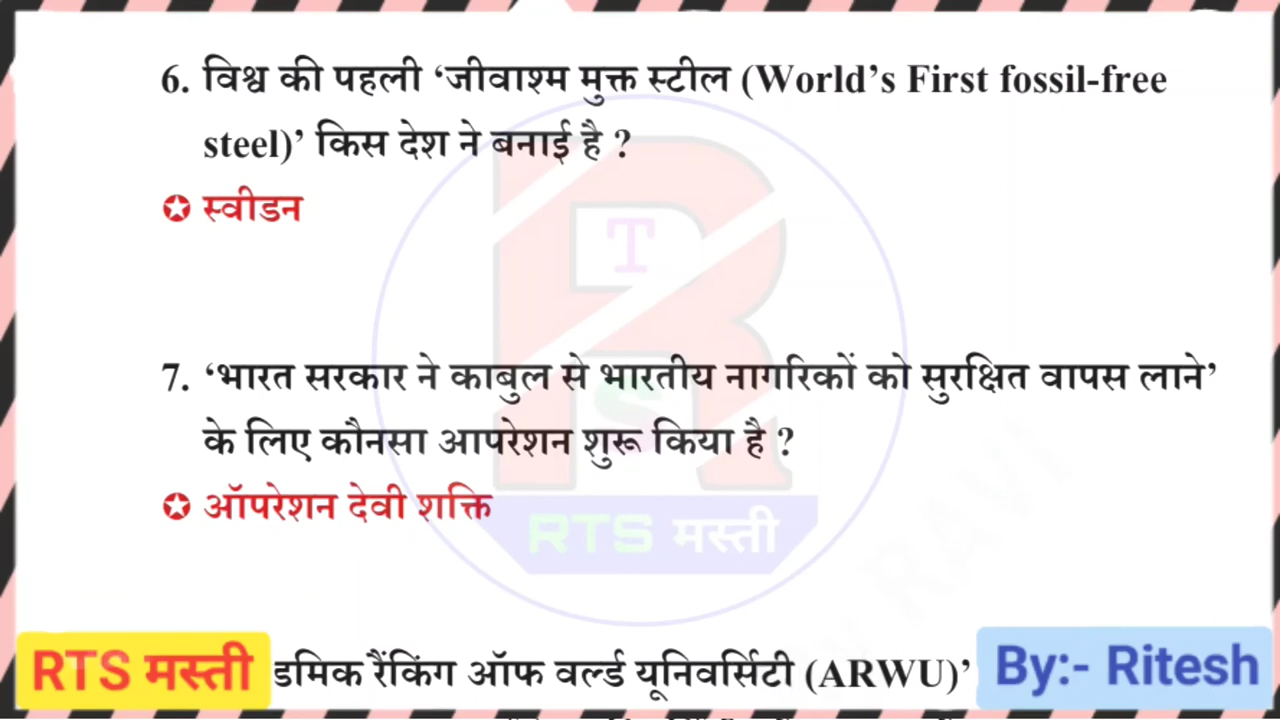 6. विश्व की पहली ‘जीवाश्म मुक्त स्टील (World’s First fossil-free
steel)’ किस देश ने बनाई है ?
✪ स्वीडन
T
7. ‘भारत सरकार ने काबुल से भारतीय नागरिकों को सुरक्षित वापस लाने’
के लिए कौनसा आपरेशन शुरू किया है ?
S
✪ ऑपरेशन देवी शक्ति
RTS मस्ती
RAVI
RTS मस्ती डमिक रैंकिंग ऑफ वर्ल्ड यूनिवर्सिटी (ARWU)’ By:- Ritesh